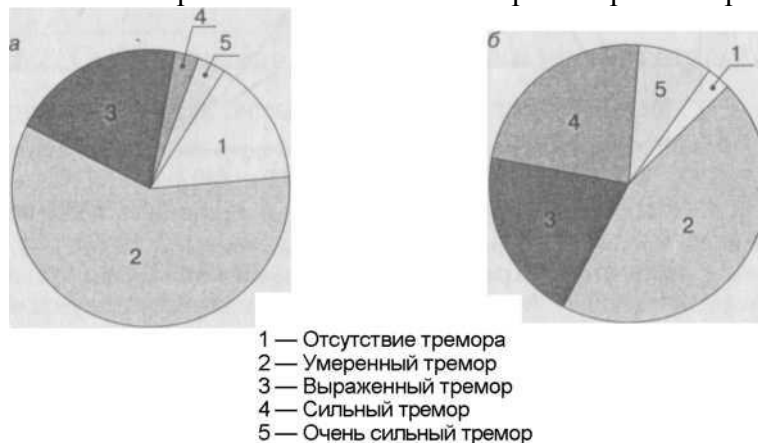 а
4
5
3
1
2
б
1
5
4
3
2
1 — Отсутствие тремора
2 — Умеренный тремор
3 — Выраженный тремор
4 — Сильный тремор
5 — Очень сильный тремор